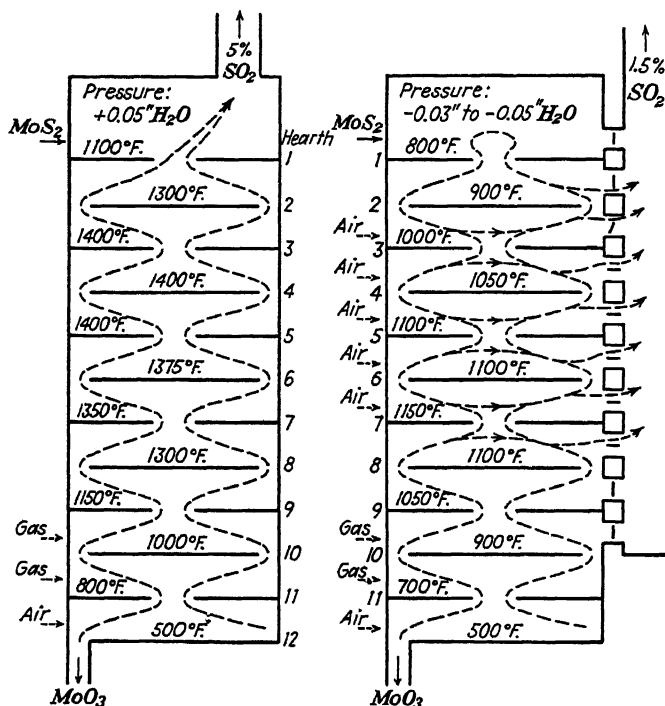 5%
SO₂
Pressure:
+0.05"H₂O
MoS₂
Hearth
1100°F.
1
1300°F.
2
1400°F.
3
1400°F.
4
1400°F.
5
1375°F.
6
1350°F.
7
1300°F.
8
1150°F.
9
Gas
1000°F.
10
Gas
800°F.
11
Air
500°F.
12
MoO₃
1.5%
SO₂
Pressure:
-0.03" to -0.05"H₂O
MoS₂
800°F.
1
900°F.
2
Air
1000°F.
3
Air
1050°F.
4
Air
1100°F.
5
Air
1100°F.
6
Air
1150°F.
7
1100°F.
8
1050°F.
9
Gas
900°F.
10
Gas
700°F.
11
Air
500°F.
MoO₃